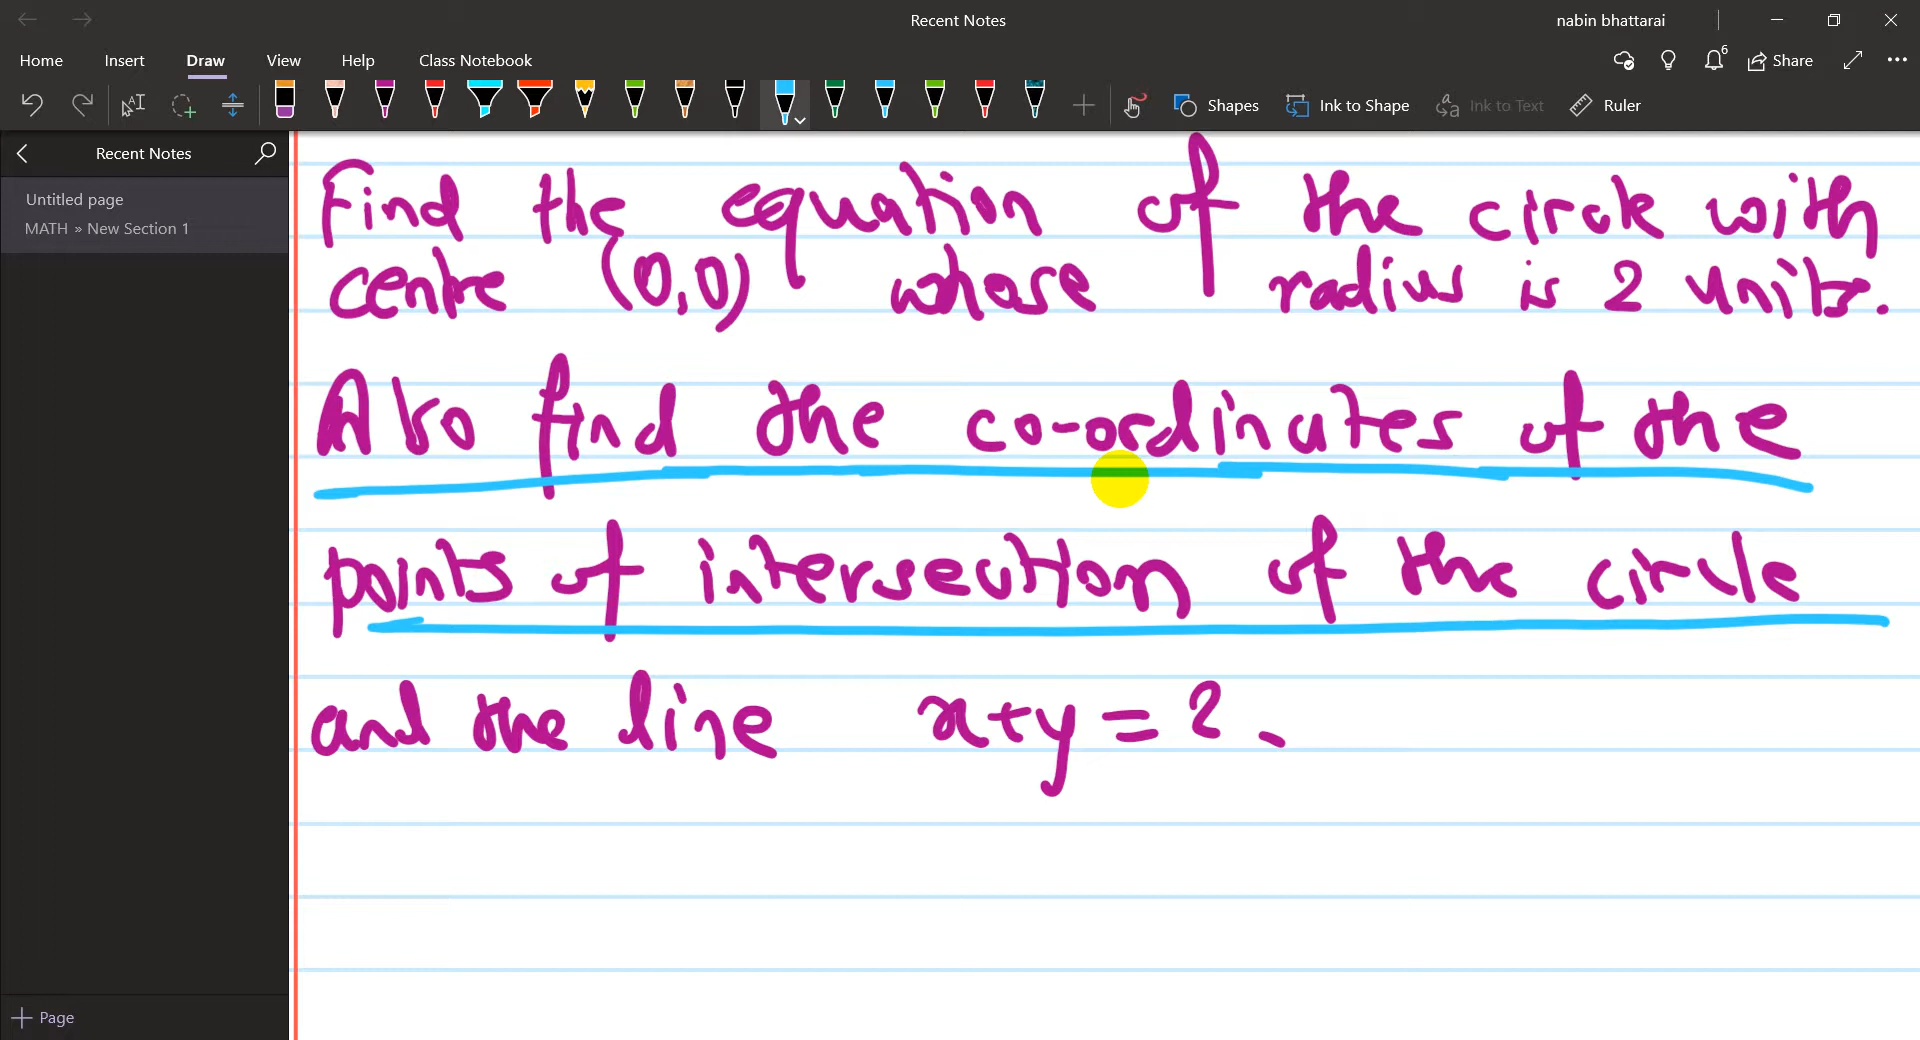 Recent Notes
nabin bhattarai
Home Insert Draw View Help Class Notebook
6
Share
Shapes Ink to Shape Ink to Text Ruler
Recent Notes
Untitled page
MATH » New Section 1
Find the equation of the circle with
centre (0,0) whose radius is 2 units.
Also find the co-ordinates of the
points of intersection of the circle
and the line x+y=2.
Page